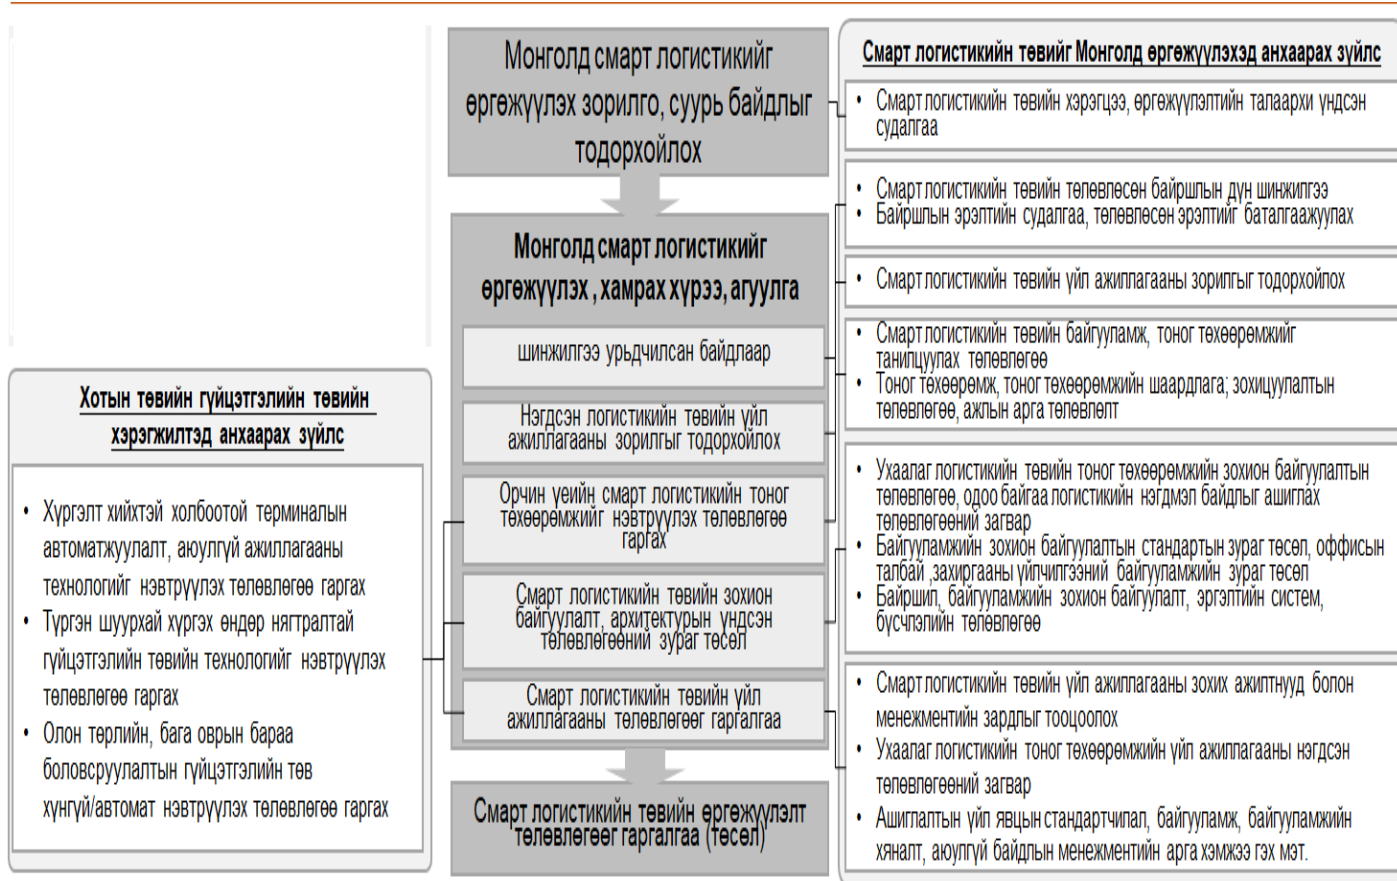 Монголд смарт логистикийг
өргөжүүлэх зорилго, суурь байдлыг
тодорхойлох
Монголд смарт логистикийг
өргөжүүлэх , хамрах хүрээ, агуулга
шинжилгээ урьдчилсан байдлаар
Нэгдсэн логистикийн төвийн үйл
ажиллагааны зорилгыг тодорхойлох
Орчин үеийн смарт логистикийн тоног
төхөөрөмжийг нэвтрүүлэх төлөвлөгөө
гаргах
Смарт логистикийн төвийн зохион
байгуулалт, архитектурын үндсэн
төлөвлөгөөний зураг төсөл
Смарт логистикийн төвийн үйл
ажиллагааны төлөвлөгөөг гаргалгаа
Смарт логистикийн төвийн өргөжүүлэлт
төлөвлөгөөг гаргалгаа (төсөл)
Хотын төвийн гүйцэтгэлийн төвийн
хэрэгжилтэд анхаарах зүйлс
• Хүргэлт хийхтэй холбоотой терминалын
автоматжуулалт, аюулгүй ажиллагааны
технологийг нэвтрүүлэх төлөвлөгөө гаргах
• Түргэн шуурхай хүргэх өндөр нягтралтай
гүйцэтгэлийн төвийн технологийг нэвтрүүлэх
төлөвлөгөө гаргах
• Олон төрлийн, бага оврын бараа
боловсруулалтын гүйцэтгэлийн төв
хүнгүй/автомат нэвтрүүлэх төлөвлөгөө гаргах
Смарт логистикийн төвийг Монголд өргөжүүлэхэд анхаарах зүйлс
• Смарт логистикийн төвийн хэрэгцээ, өргөжүүлэлтийн талаархи үндсэн
судалгаа
• Смарт логистикийн төвийн төлөвлөсөн байршлын дүн шинжилгээ
• Байршлын эрэлтийн судалгаа, төлөвлөсөн эрэлтийг баталгаажуулах
• Смарт логистикийн төвийн үйл ажиллагааны зорилгыг тодорхойлох
• Смарт логистикийн төвийн байгууламж, тоног төхөөрөмжийг
танилцуулах төлөвлөгөө
• Тоног төхөөрөмж, тоног төхөөрөмжийн шаардлага; зохицуулалтын
төлөвлөгөө, ажлын арга төлөвлөлт
• Ухаалаг логистикийн төвийн тоног төхөөрөмжийн зохион байгуулалтын
төлөвлөгөө, одоо байгаа логистикийн нэгдмэл байдлыг ашиглах
төлөвлөгөөний загвар
• Байгууламжийн зохион байгуулалтын стандартын зураг төсөл, оффисын
талбай ,захиргааны үйлчилгээний байгууламжийн зураг төсөл
• Байршил, байгууламжийн зохион байгуулалт, эргэлтийн систем,
бүсчлэлийн төлөвлөгөө
• Смарт логистикийн төвийн үйл ажиллагааны зохих ажилтнууд болон
менежментийн зардлыг тооцоолох
• Ухаалаг логистикийн тоног төхөөрөмжийн үйл ажиллагааны нэгдсэн
төлөвлөгөөний загвар
• Ашиглалтын үйл явцын стандартчилал, байгууламж, байгууламжийн
хяналт, аюулгүй байдлын менежментийн арга хэмжээ гэх мэт.